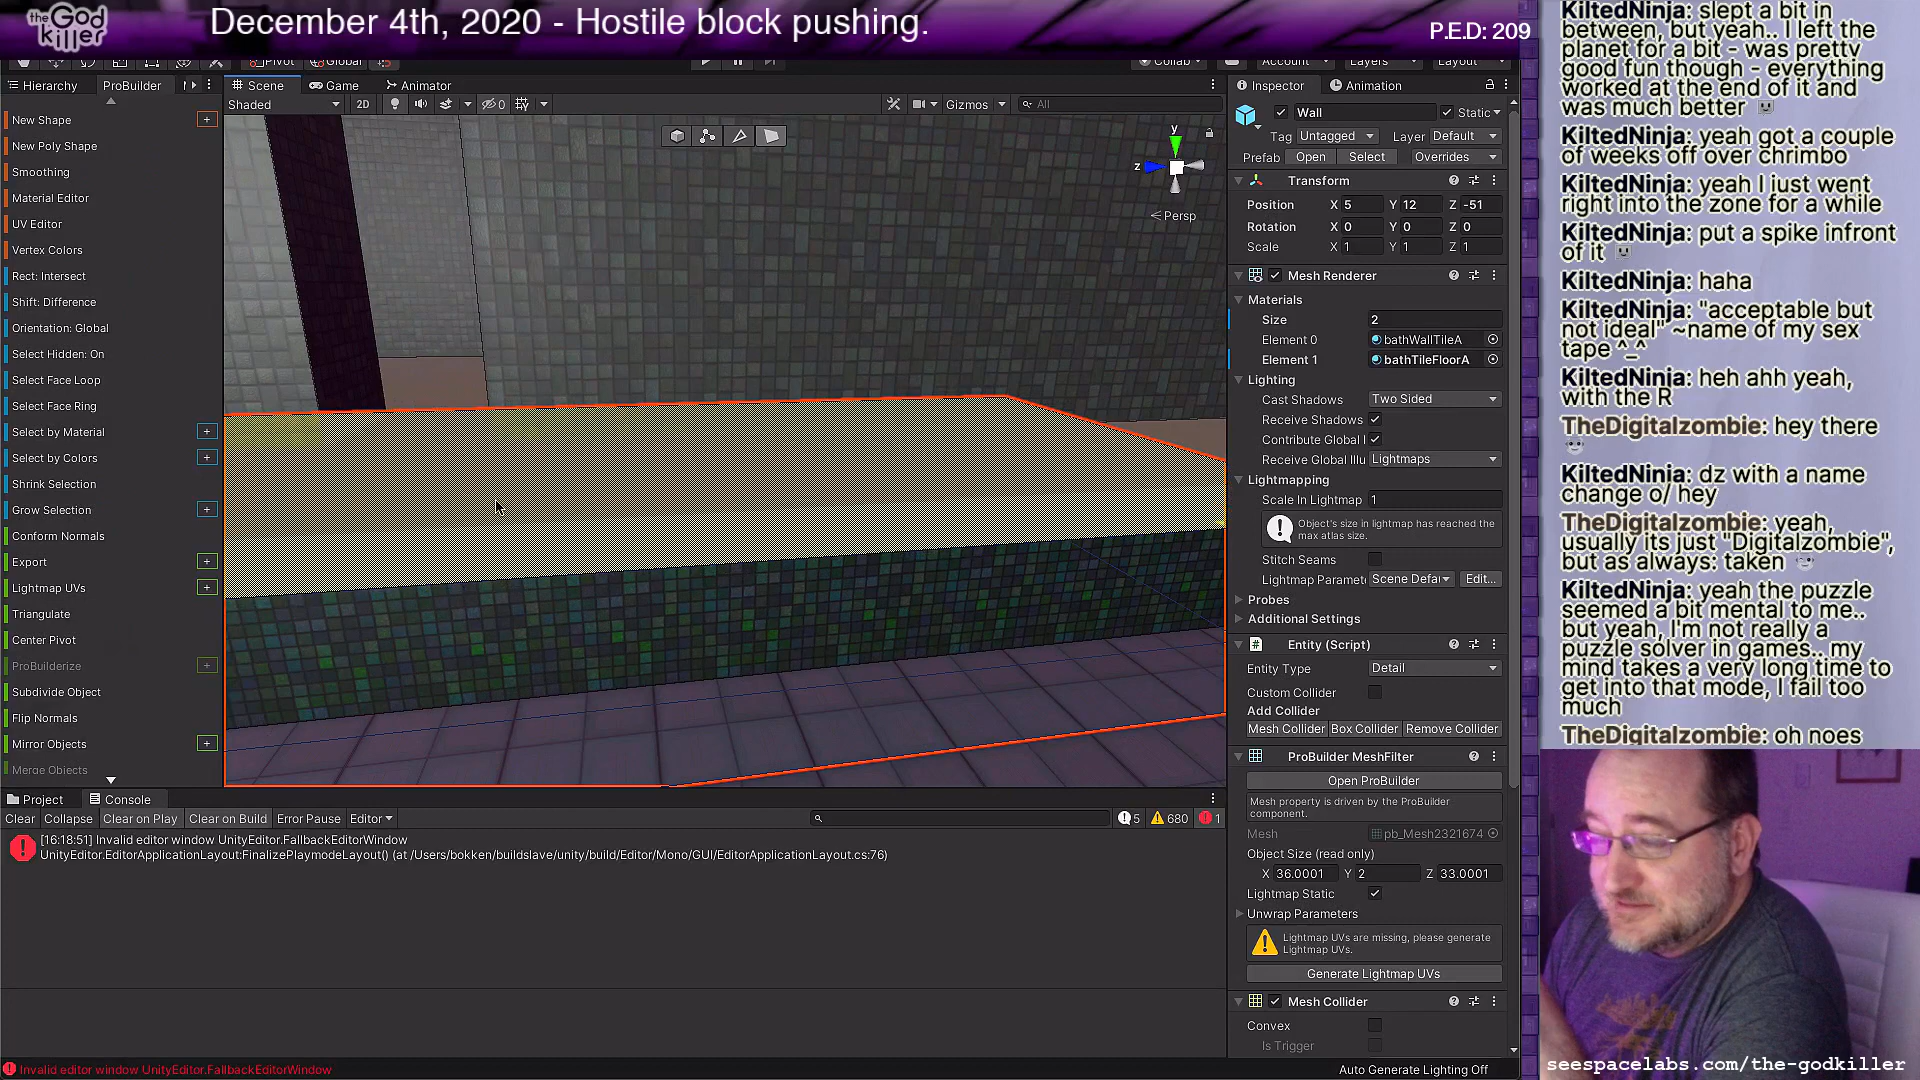 the God killer
December 4th, 2020 - Hostile block pushing.
P.E.D: 209
Pivot Global Collab Account Layers Layout
Hierarchy ProBuilder Scene Game Animator Inspector Animation
Shaded 2D 0 Gizmos All
New Shape
New Poly Shape
Smoothing
Material Editor
UV Editor
Vertex Colors
Rect: Intersect
Shift: Difference
Orientation: Global
Select Hidden: On
Select Face Loop
Select Face Ring
Select by Material
Select by Colors
Shrink Selection
Grow Selection
Conform Normals
Export
Lightmap UVs
Triangulate
Center Pivot
ProBuilderize
Subdivide Object
Flip Normals
Mirror Objects
Merge Objects
y
z
Persp
Wall Static
Tag Untagged Layer Default
Prefab Open Select Overrides
Transform
Position X 5 Y 12 Z -51
Rotation X 0 Y 0 Z 0
Scale X 1 Y 1 Z 1
Mesh Renderer
Materials
Size 2
Element 0 bathWallTileA
Element 1 bathTileFloorA
Lighting
Cast Shadows Two Sided
Receive Shadows
Contribute Global I
Receive Global Illu Lightmaps
Lightmapping
Scale In Lightmap 1
Object's size in lightmap has reached the
max atlas size.
Stitch Seams
Lightmap Paramete Scene Defau Edit...
Probes
Additional Settings
Entity (Script)
Entity Type Detail
Custom Collider
Add Collider
Mesh Collider Box Collider Remove Collider
ProBuilder MeshFilter
Open ProBuilder
Mesh property is driven by the ProBuilder
component.
Mesh pb_Mesh2321674
Object Size (read only)
X 36.0001 Y 2 Z 33.0001
Lightmap Static
Unwrap Parameters
Lightmap UVs are missing, please generate
Lightmap UVs.
Generate Lightmap UVs
Mesh Collider
Convex
Is Trigger
Project Console
Clear Collapse Clear on Play Clear on Build Error Pause Editor 5 680 1
[16:18:51] Invalid editor window UnityEditor.FallbackEditorWindow
UnityEditor.EditorApplicationLayout:FinalizePlaymodeLayout() (at /Users/bokken/buildslave/unity/build/Editor/Mono/GUI/EditorApplicationLayout.cs:76)
Invalid editor window UnityEditor.FallbackEditorWindow
Auto Generate Lighting Off
KiltedNinja: slept a bit in
between, but yeah.. I left the
planet for a bit - was pretty
good fun though - everything
worked at the end of it and
was much better
KiltedNinja: yeah got a couple
of weeks off over chrimbo
KiltedNinja: yeah I just went
right into the zone for a while
KiltedNinja: put a spike infront
of it
KiltedNinja: haha
KiltedNinja: "acceptable but
not ideal" ~name of my sex
tape ^_^
KiltedNinja: heh ahh yeah,
with the R
TheDigitalzombie: hey there
KiltedNinja: dz with a name
change o/ hey
TheDigitalzombie: yeah,
usually its just "Digitalzombie",
but as always: taken
KiltedNinja: yeah the puzzle
seemed a bit mental to me..
but yeah, I'm not really a
puzzle solver in games.. my
mind takes a very long time to
get into that mode, I fail too
much
TheDigitalzombie: oh noes
seespacelabs.com/the-godkiller